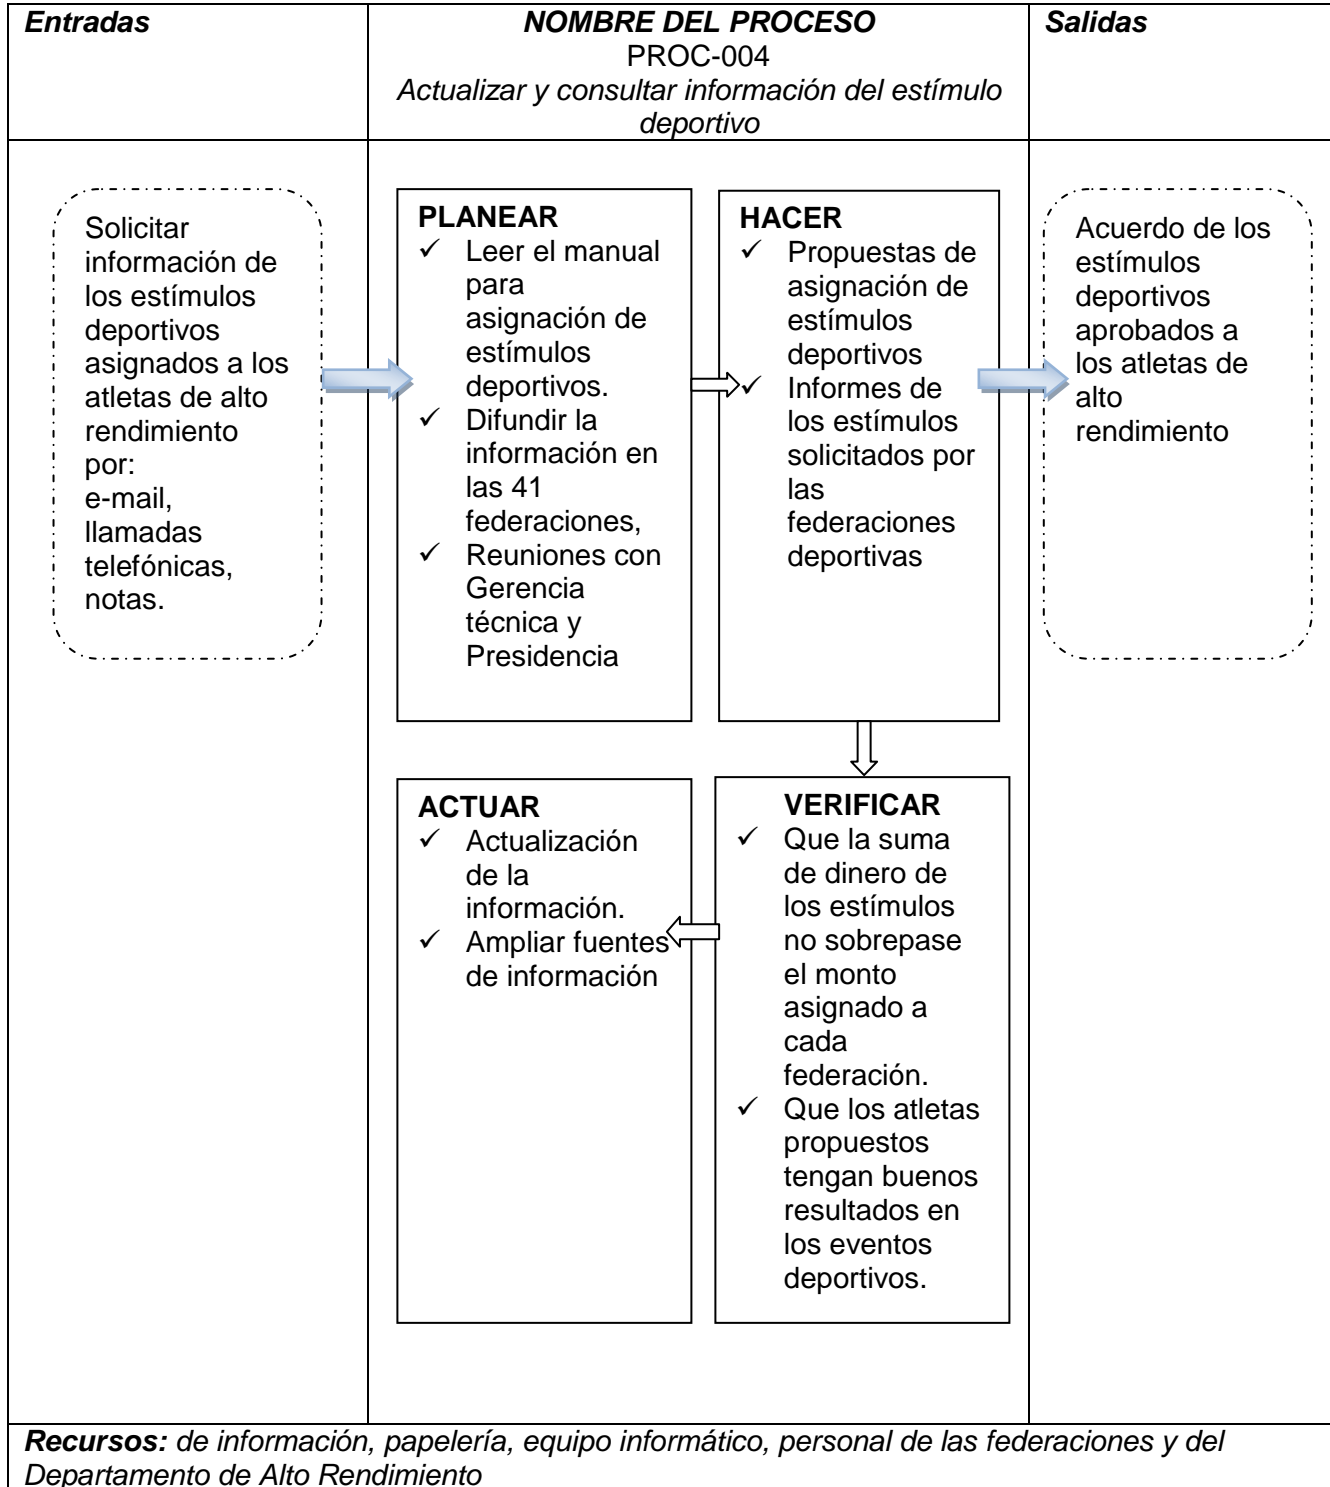 Entradas
NOMBRE DEL PROCESO
PROC-004
Actualizar y consultar información del estímulo
deportivo
Salidas
Solicitar
información de
los estímulos
deportivos
asignados a los
atletas de alto
rendimiento
por:
e-mail,
llamadas
telefónicas,
notas.
PLANEAR
✓ Leer el manual
para
asignación de
estímulos
deportivos.
✓ Difundir la
información en
las 41
federaciones,
✓ Reuniones con
Gerencia
técnica y
Presidencia
HACER
✓ Propuestas de
asignación de
estímulos
deportivos
✓ Informes de
los estímulos
solicitados por
las
federaciones
deportivas
Acuerdo de los
estímulos
deportivos
aprobados a
los atletas de
alto
rendimiento
VERIFICAR
✓ Que la suma
de dinero de
los estímulos
no sobrepase
el monto
asignado a
cada
federación.
✓ Que los atletas
propuestos
tengan buenos
resultados en
los eventos
deportivos.
ACTUAR
✓ Actualización
de la
información.
✓ Ampliar fuentes
de información
Recursos: de información, papelería, equipo informático, personal de las federaciones y del
Departamento de Alto Rendimiento